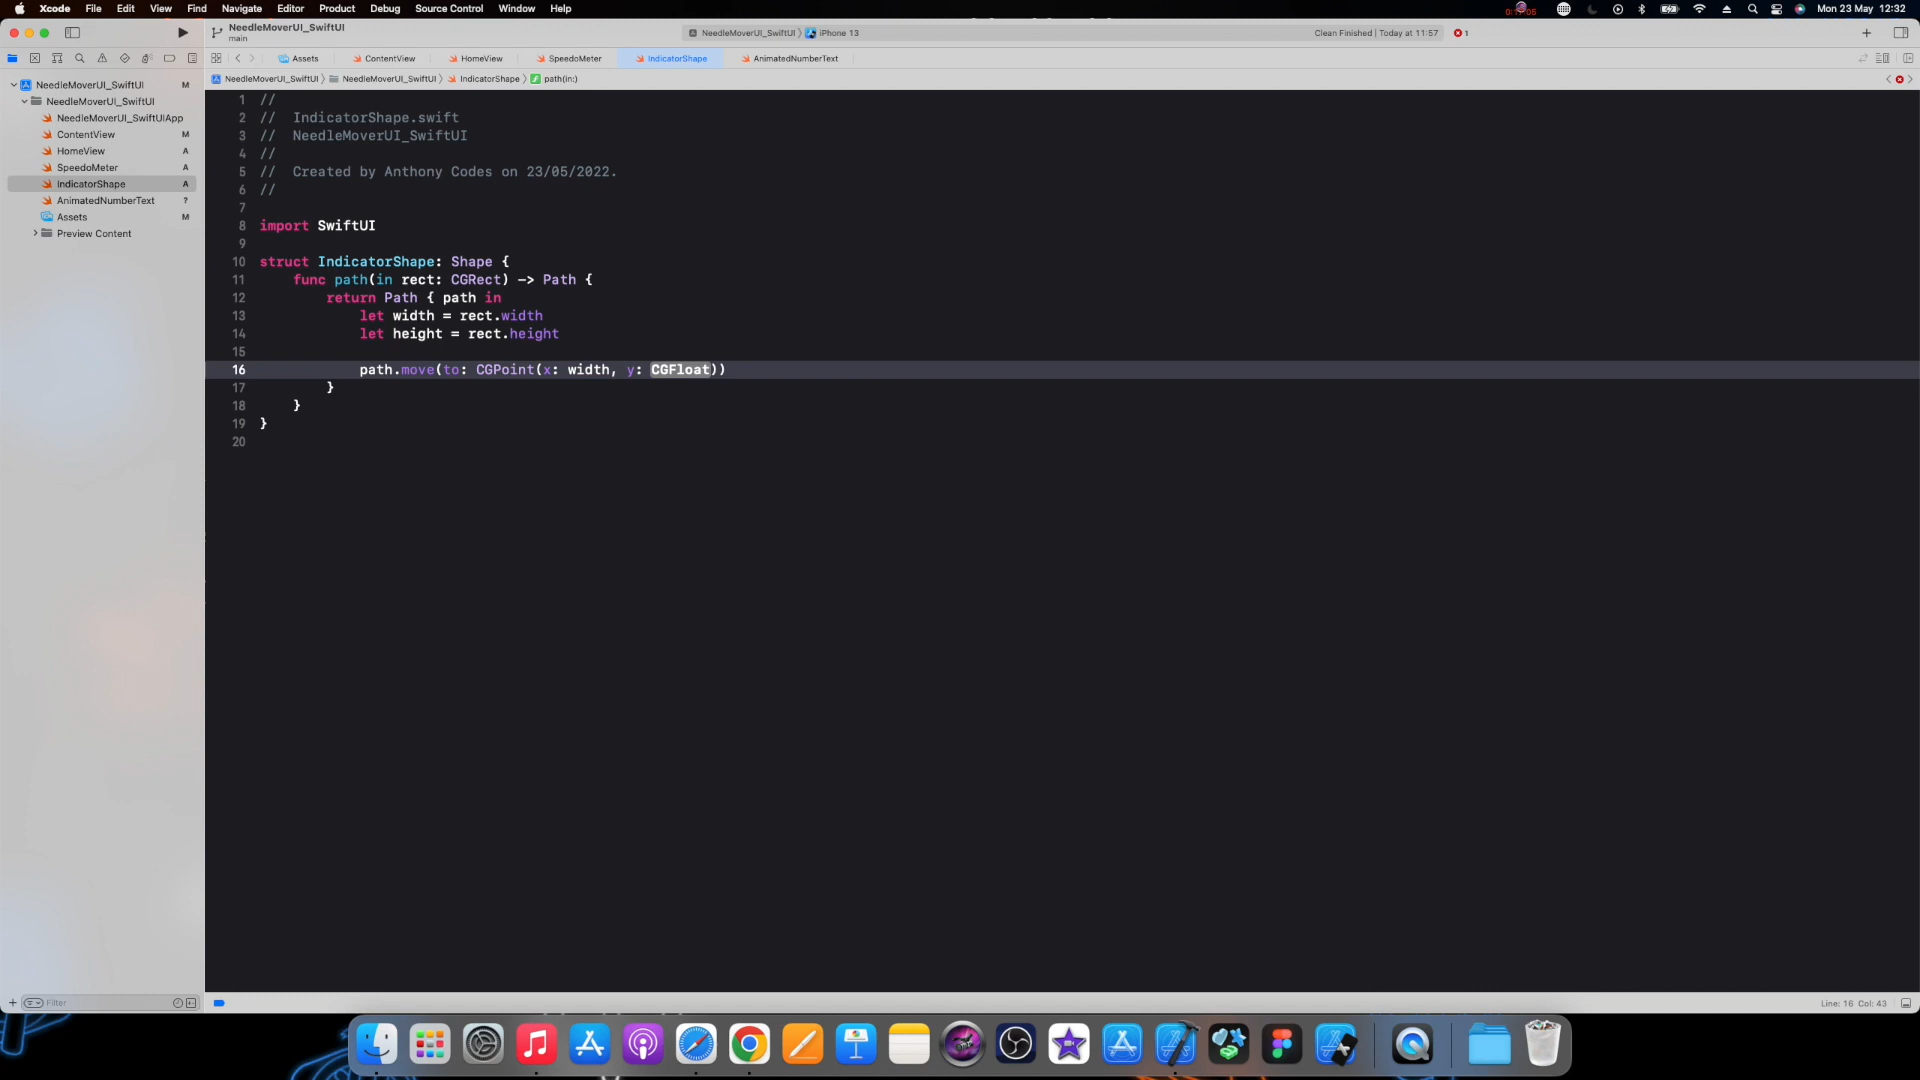 Xcode File Edit View Find Navigate Editor Product Debug Source Control Window Help
Mon 23 May 12:32
NeedleMoverUI_SwiftUI
main
NeedleMoverUI_SwiftUI
iPhone 13
Clean Finished | Today at 11:57
1
Assets
ContentView
HomeView
SpeedoMeter
IndicatorShape
AnimatedNumberText
NeedleMoverUI_SwiftUI
NeedleMoverUI_SwiftUI
IndicatorShape
path(in:)
NeedleMoverUI_SwiftUI M
NeedleMoverUI_SwiftUI
NeedleMoverUI_SwiftUIApp
ContentView M
HomeView A
SpeedoMeter A
IndicatorShape A
AnimatedNumberText ?
Assets M
Preview Content
1 //
2 // IndicatorShape.swift
3 // NeedleMoverUI_SwiftUI
4 //
5 // Created by Anthony Codes on 23/05/2022.
6 //
7
8 import SwiftUI
9
10 struct IndicatorShape: Shape {
11 func path(in rect: CGRect) -> Path {
12 return Path { path in
13 let width = rect.width
14 let height = rect.height
15
16 path.move(to: CGPoint(x: width, y: CGFloat))
17 }
18 }
19 }
20
Filter
Line: 16 Col: 43